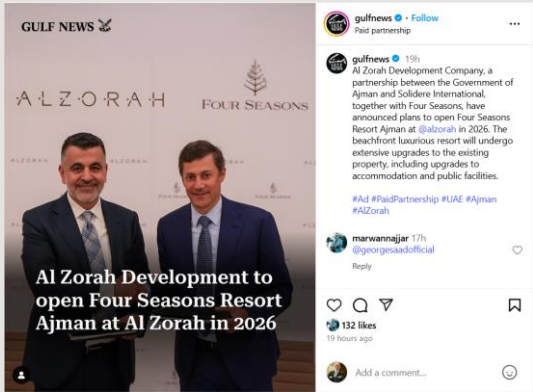 GULF NEWS
ALZORAH
FOUR SEASONS
Al Zorah Development to
open Four Seasons Resort
Ajman at Al Zorah in 2026
gulfnews • Follow
Paid partnership
gulfnews 19h
Al Zorah Development Company, a
partnership between the Government of
Ajman and Solidere International,
together with Four Seasons, have
announced plans to open Four Seasons
Resort Ajman at @alzorah in 2026. The
beachfront luxurious resort will undergo
extensive upgrades to the existing
property, including upgrades to
accommodation and public facilities.
#Ad #PaidPartnership #UAE #Ajman
#AlZorah
marwannajjar 17h
@georgesaadofficial
Reply
132 likes
19 hours ago
Add a comment...